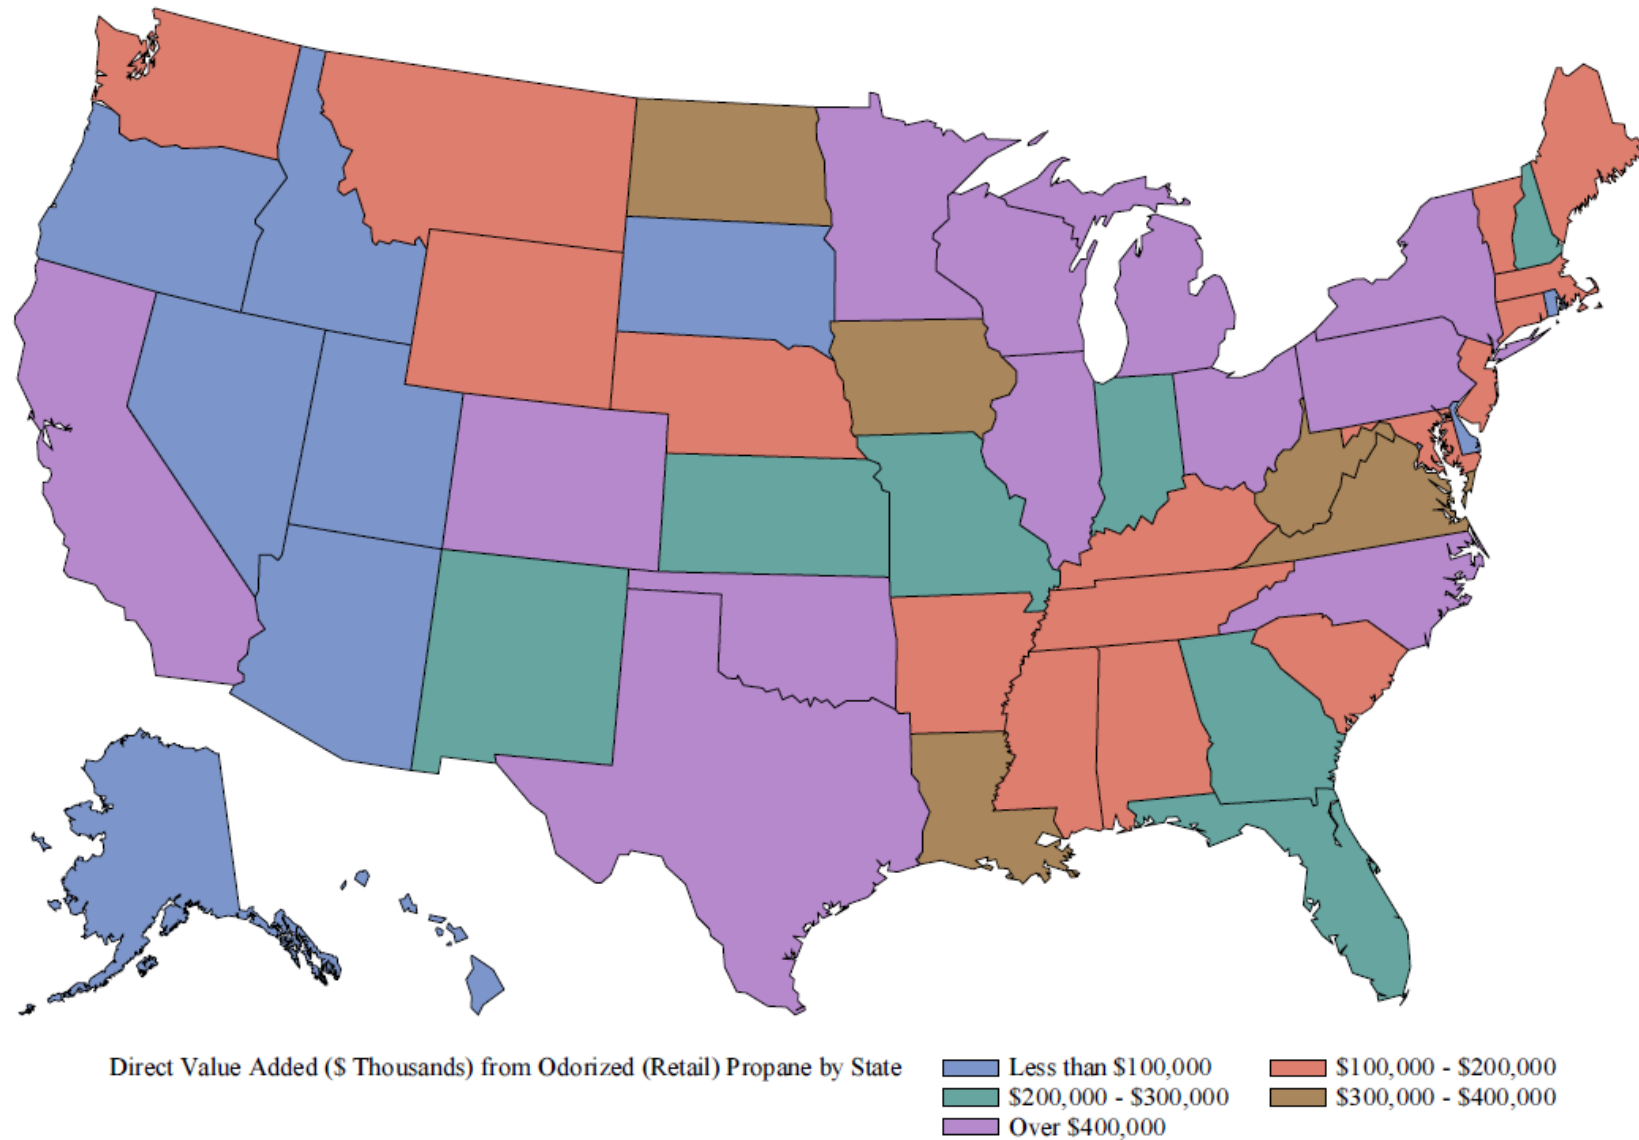 Direct Value Added ($ Thousands) from Odorized (Retail) Propane by State
Less than $100,000
$100,000 - $200,000
$200,000 - $300,000
$300,000 - $400,000
Over $400,000